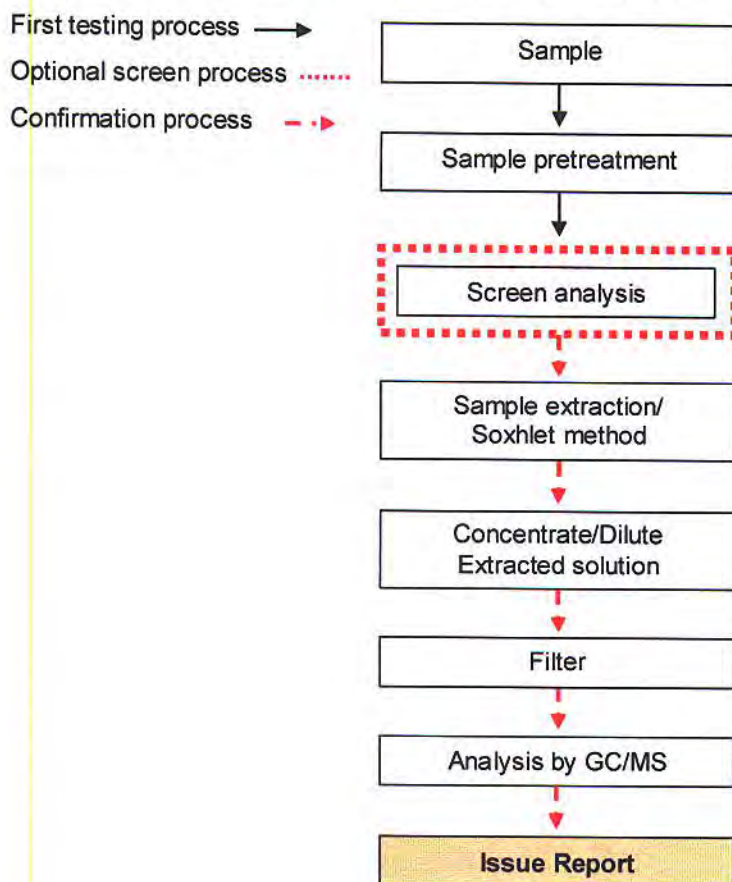 First testing process
Optional screen process
Confirmation process
Sample
Sample pretreatment
Screen analysis
Sample extraction/
Soxhlet method
Concentrate/Dilute
Extracted solution
Filter
Analysis by GC/MS
Issue Report